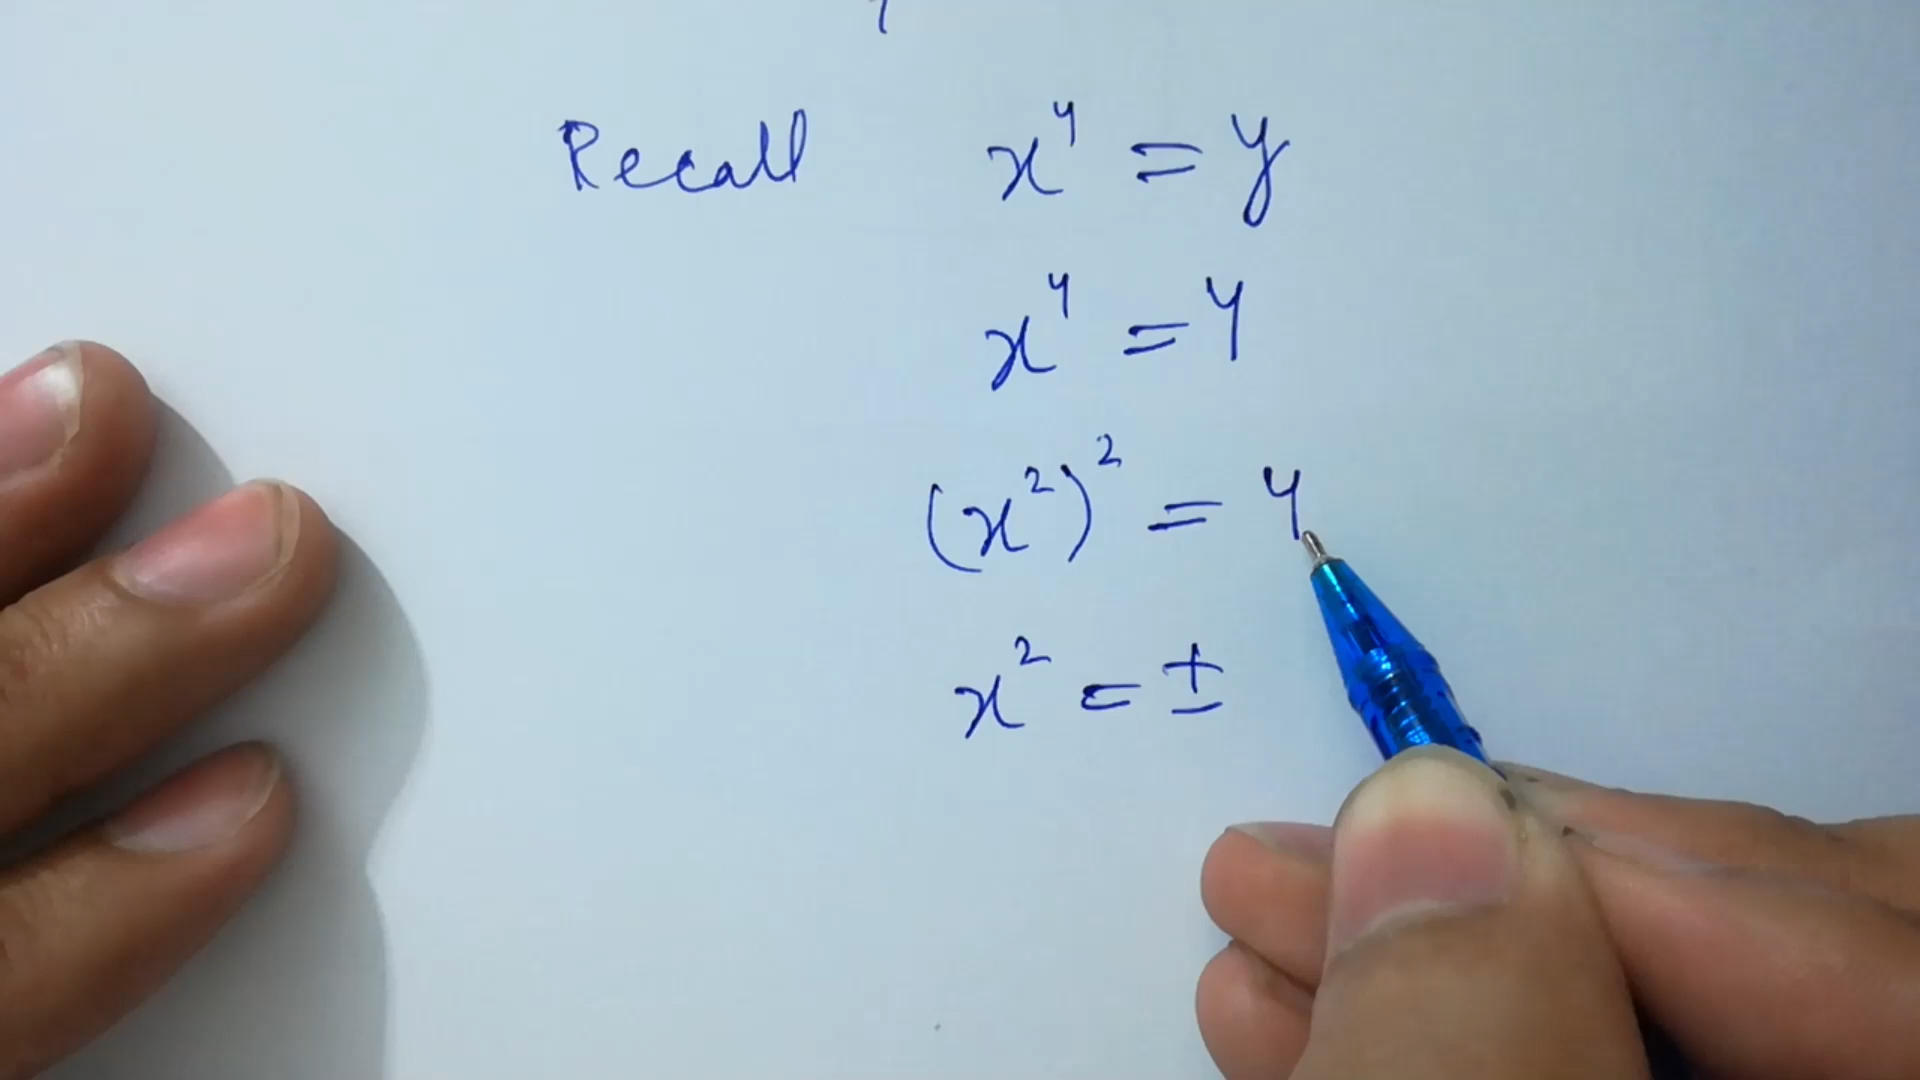 Recall x⁴ = y
x⁴ = 4
(x²)² = 4
x² = ±